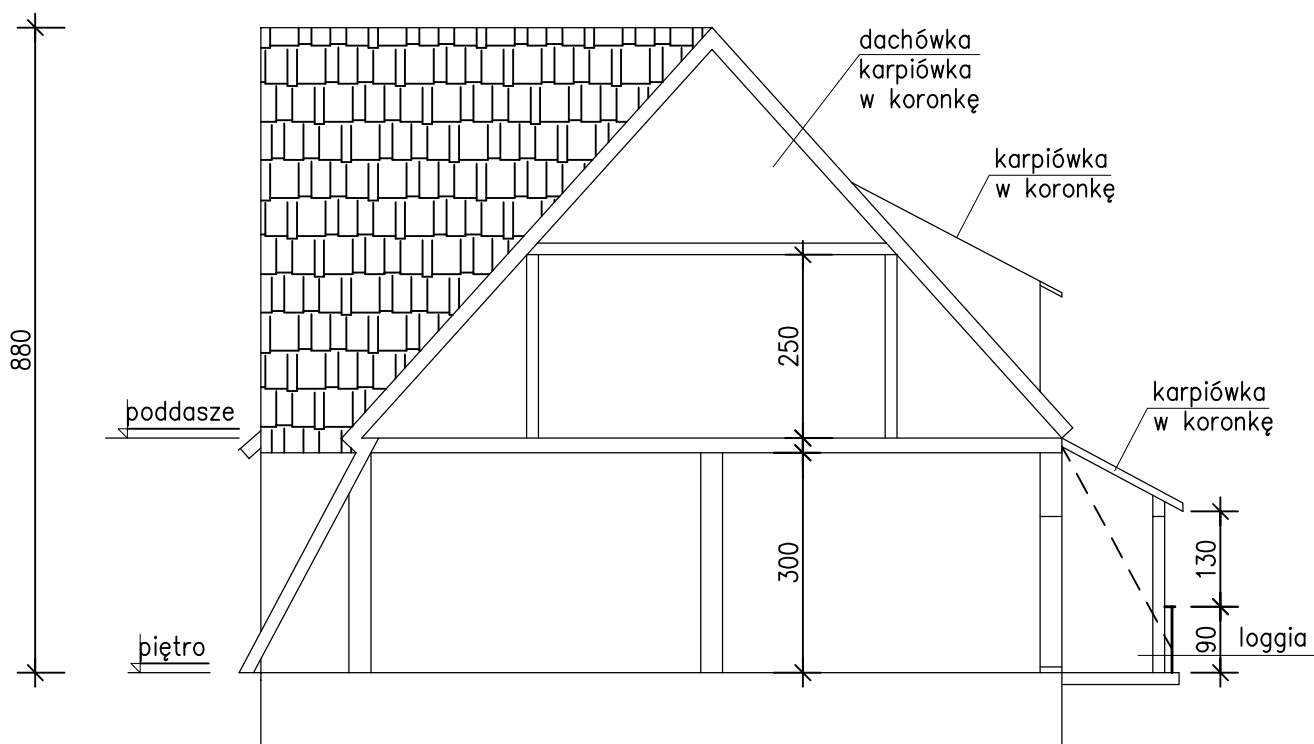 dachówka
karpiówka
w koronkę
karpiówka
w koronkę
880
250
poddasze
karpiówka
w koronkę
300
130
piętro
90
loggia